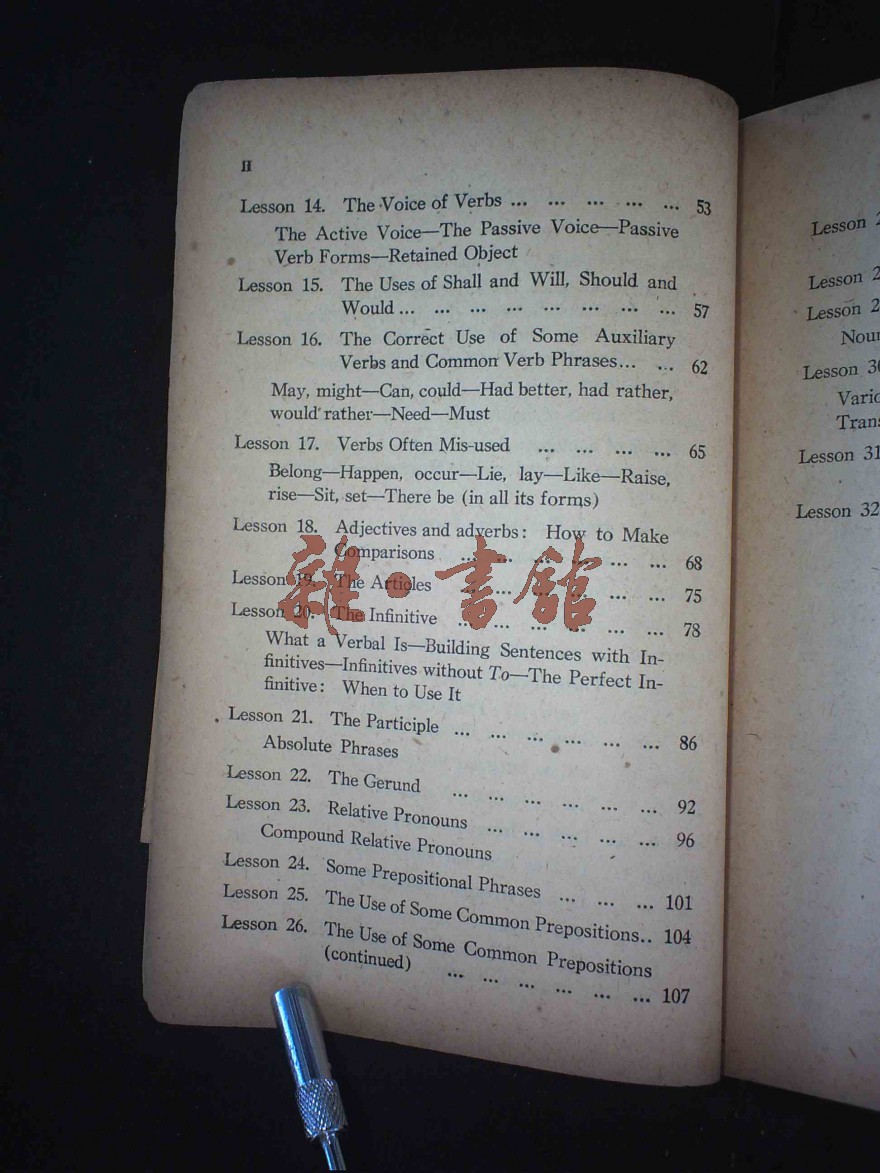 II
Lesson 14. The Voice of Verbs ... ... ... ... ... 53
The Active Voice—The Passive Voice—Passive
Verb Forms—Retained Object
Lesson 15. The Uses of Shall and Will, Should and
Would ... ... ... ... ... ... ... ... 57
Lesson 16. The Correct Use of Some Auxiliary
Verbs and Common Verb Phrases... ... 62
May, might—Can, could—Had better, had rather,
would rather—Need—Must
Lesson 17. Verbs Often Mis-used ... ... ... ... 65
Belong—Happen, occur—Lie, lay—Like—Raise,
rise—Sit, set—There be (in all its forms)
Lesson 18. Adjectives and adverbs: How to Make
Comparisons ... ... ... ... ... ... 68
Lesson 19. The Articles ... ... ... ... ... ... 75
Lesson 20. The Infinitive ... ... ... ... ... ... 78
What a Verbal Is—Building Sentences with In-
finitives—Infinitives without To—The Perfect In-
finitive: When to Use It
Lesson 21. The Participle ... ... ... ... ... ... 86
Absolute Phrases
Lesson 22. The Gerund ... ... ... ... ... ... 92
Lesson 23. Relative Pronouns ... ... ... ... ... 96
Compound Relative Pronouns
Lesson 24. Some Prepositional Phrases ... ... ... 101
Lesson 25. The Use of Some Common Prepositions.. 104
Lesson 26. The Use of Some Common Prepositions
(continued) ... ... ... ... ... ... 107
雜·書館
Lesson
Lesson
Lesson
Lesson
Lesson 31
Lesson 32